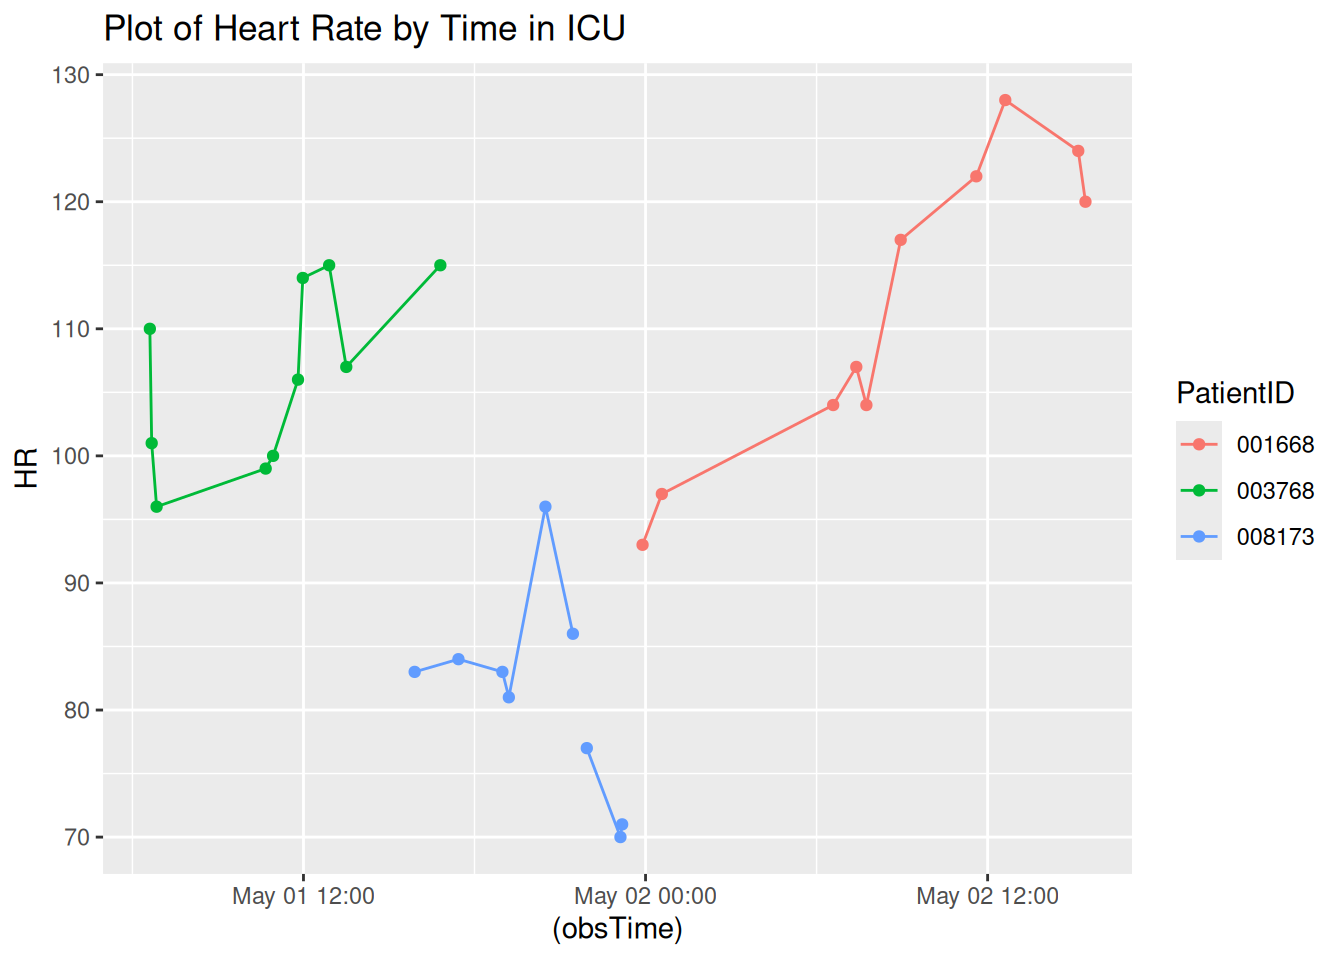 Plot of Heart Rate by Time in ICU
130
120
110
100
90
80
70
HR
May 01 12:00
May 02 00:00
May 02 12:00
(obsTime)
PatientID
001668
003768
008173